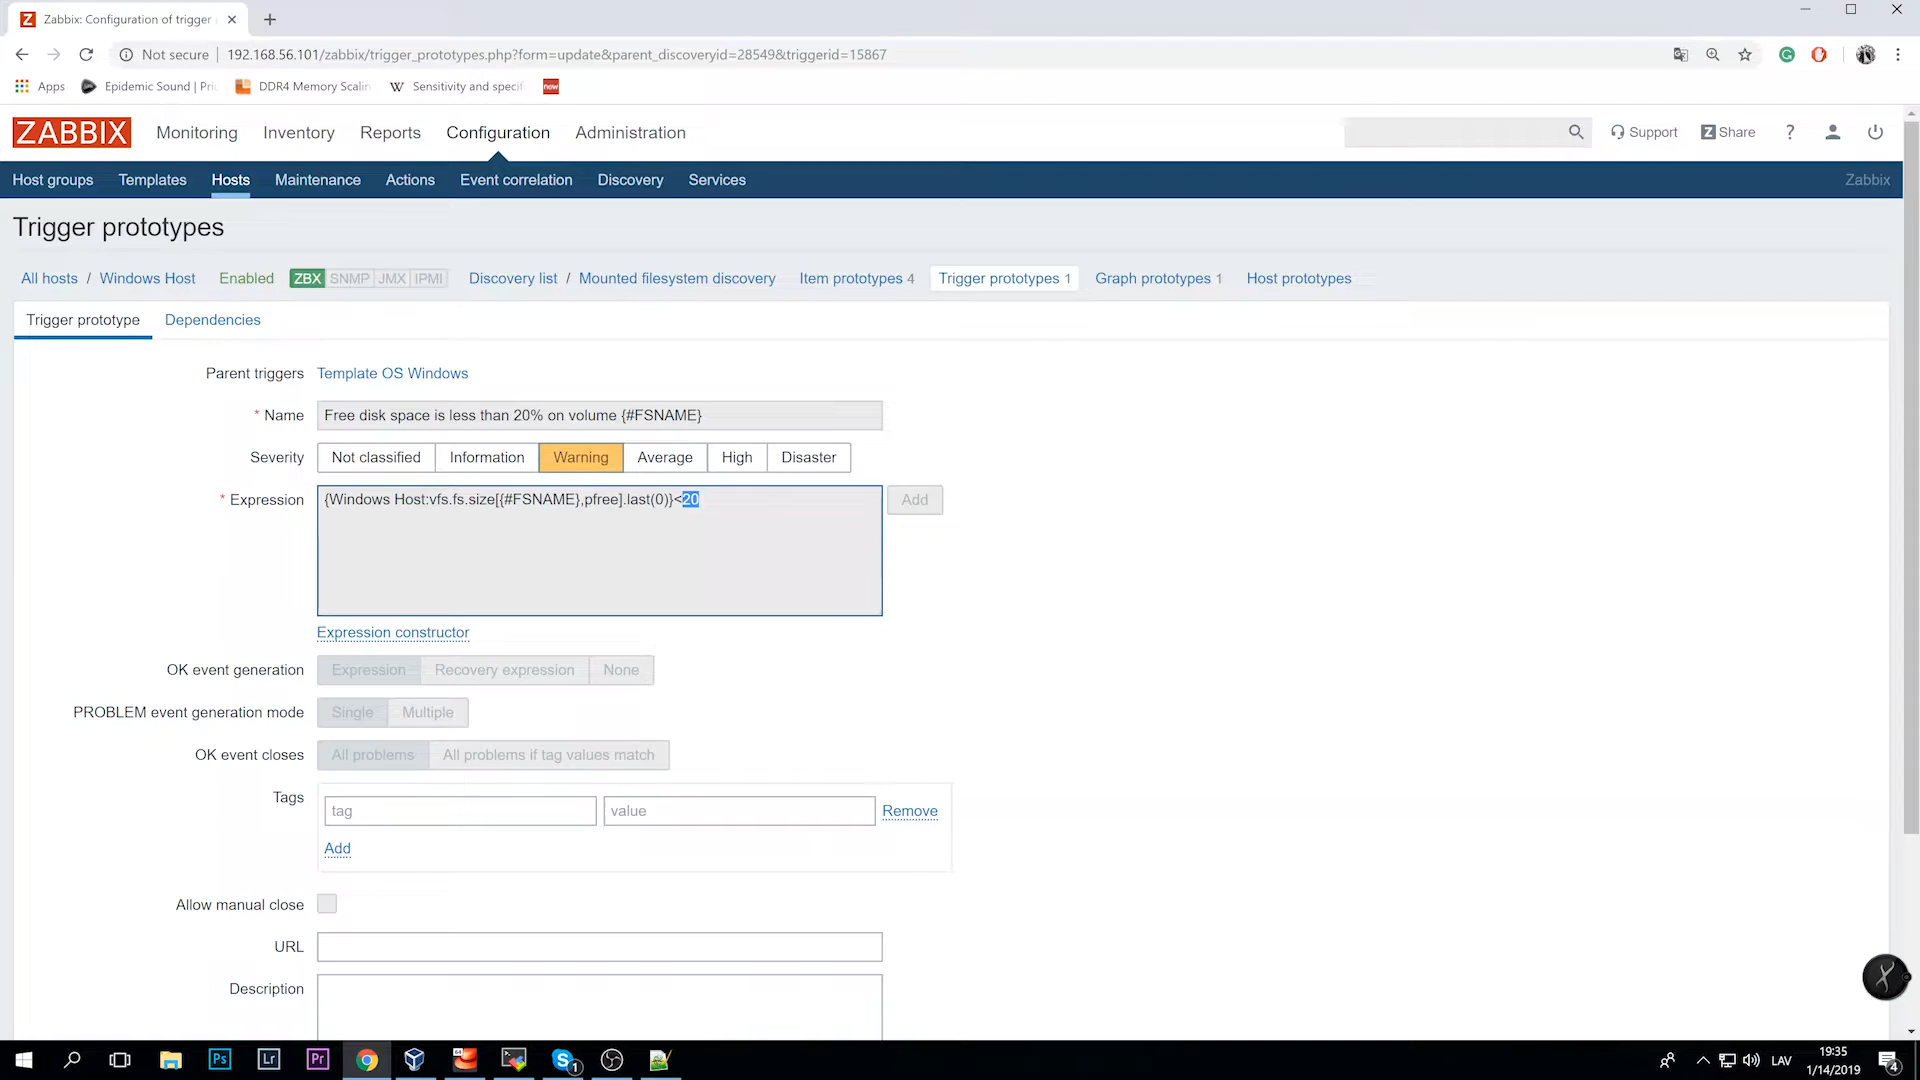 Zabbix: Configuration of trigger
Not secure 192.168.56.101/zabbix/trigger_prototypes.php?form=update&parent_discoveryid=28549&triggerid=15867
Apps Epidemic Sound | Pri DDR4 Memory Scalin W Sensitivity and specif now
ZABBIX Monitoring Inventory Reports Configuration Administration Support Z Share ?
Host groups Templates Hosts Maintenance Actions Event correlation Discovery Services Zabbix
Trigger prototypes
All hosts / Windows Host Enabled ZBX SNMP JMX IPMI Discovery list / Mounted filesystem discovery Item prototypes 4 Trigger prototypes 1 Graph prototypes 1 Host prototypes
Trigger prototype Dependencies
Parent triggers Template OS Windows
* Name Free disk space is less than 20% on volume {#FSNAME}
Severity Not classified Information Warning Average High Disaster
* Expression {Windows Host:vfs.fs.size[{#FSNAME},pfree].last(0)}<20 Add
Expression constructor
OK event generation Expression Recovery expression None
PROBLEM event generation mode Single Multiple
OK event closes All problems All problems if tag values match
Tags tag value Remove
Add
Allow manual close
URL
Description
Ps Lr Pr 64 1 LAV 19:35
1/14/2019 4